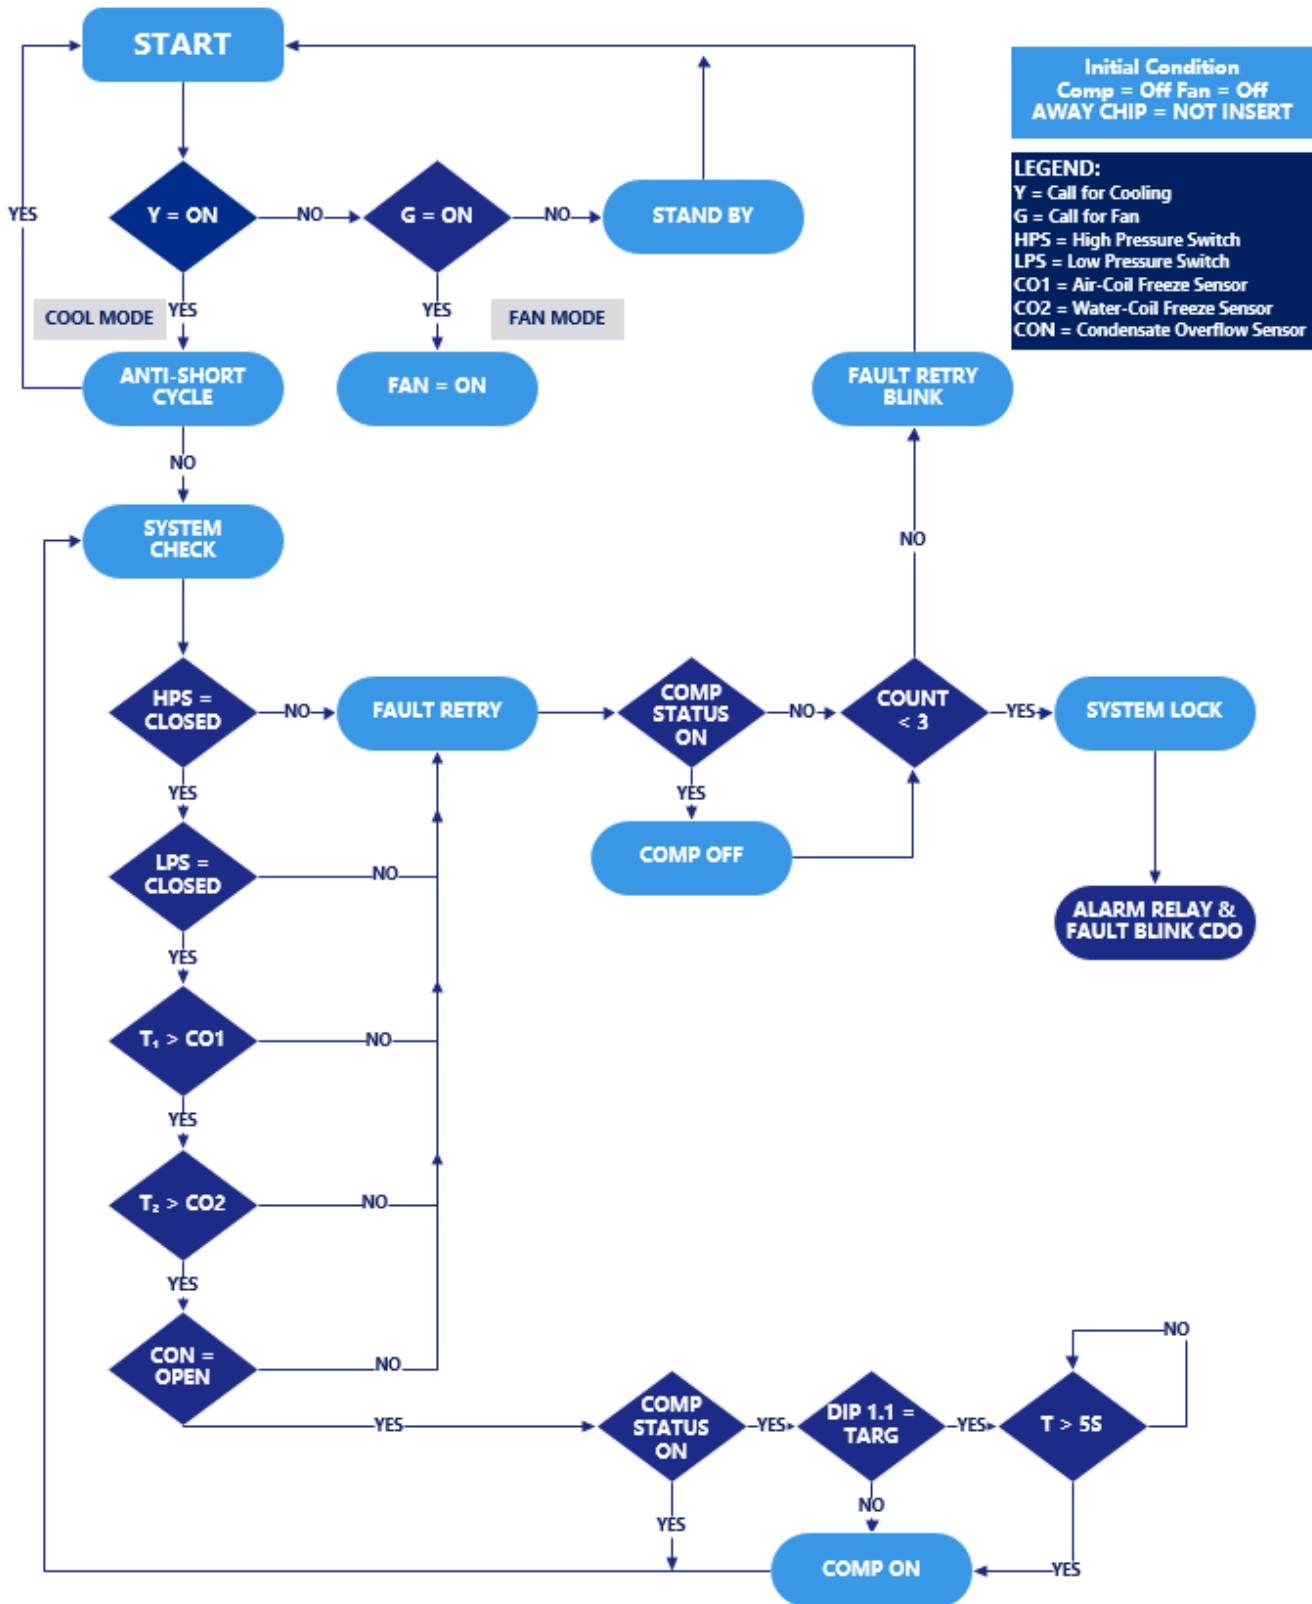 START
Initial Condition
Comp = Off Fan = Off
AWAY CHIP = NOT INSERT
LEGEND:
Y = Call for Cooling
G = Call for Fan
HPS = High Pressure Switch
LPS = Low Pressure Switch
CO1 = Air-Coil Freeze Sensor
CO2 = Water-Coil Freeze Sensor
CON = Condensate Overflow Sensor
YES
Y = ON
NO
G = ON
NO
STAND BY
COOL MODE
YES
YES
FAN MODE
ANTI-SHORT
CYCLE
FAN = ON
FAULT RETRY
BLINK
NO
SYSTEM
CHECK
NO
HPS =
CLOSED
NO
FAULT RETRY
COMP
STATUS
ON
NO
COUNT
< 3
YES
SYSTEM LOCK
YES
YES
LPS =
CLOSED
NO
COMP OFF
ALARM RELAY &
FAULT BLINK CDO
YES
T₁ > CO1
NO
YES
T₂ > CO2
NO
YES
CON =
OPEN
NO
YES
COMP
STATUS
ON
YES
DIP 1.1 =
TARG
YES
T > 5S
NO
YES
NO
COMP ON
YES